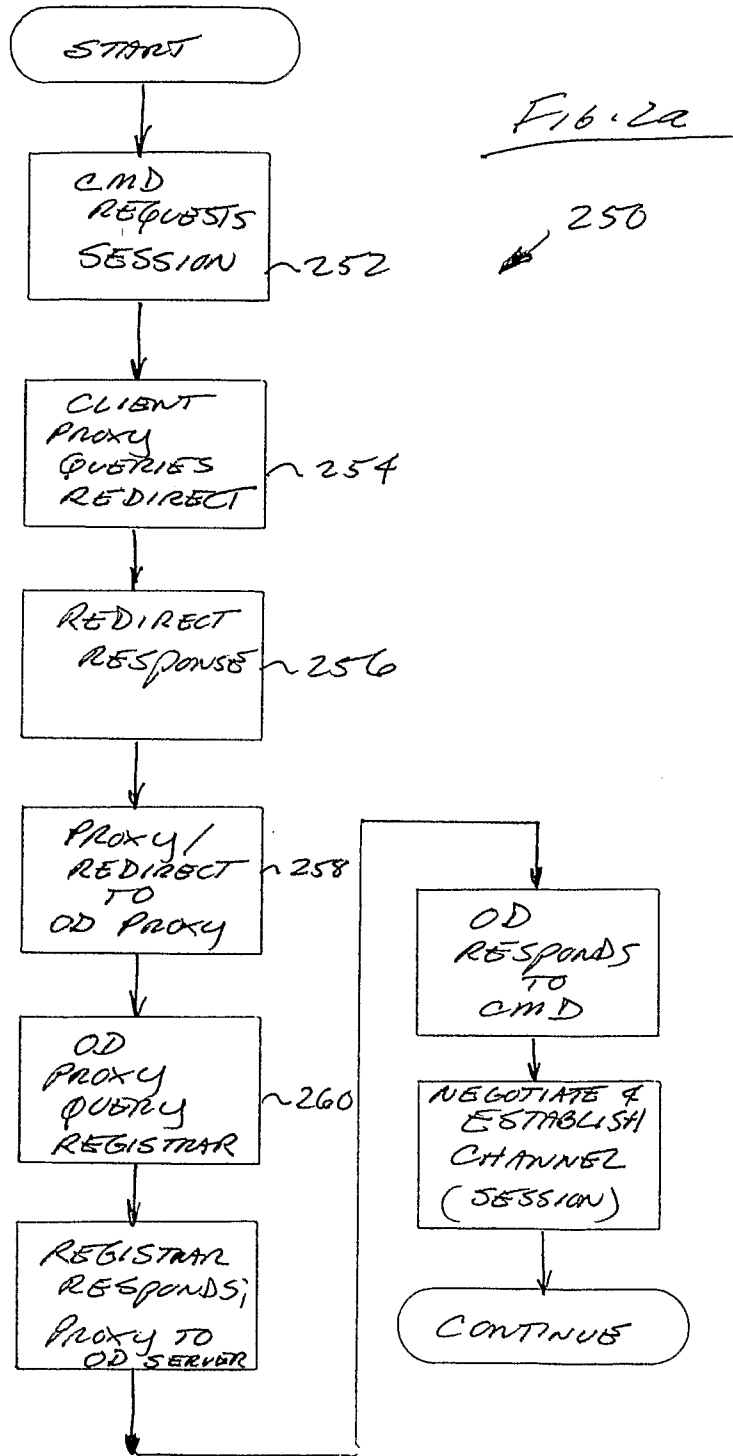 START
FIG. 2a
250
CMD
REQUESTS
SESSION
~252
CLIENT
PROXY
QUERIES
REDIRECT
~254
REDIRECT
RESPONSE
~256
PROXY/
REDIRECT
TO
OD PROXY
~258
OD
PROXY
QUERY
REGISTRAR
~260
REGISTRAR
RESPONDS;
PROXY TO
OD SERVER
OD
RESPONDS
TO
CMD
NEGOTIATE &
ESTABLISH
CHANNEL
(SESSION)
CONTINUE